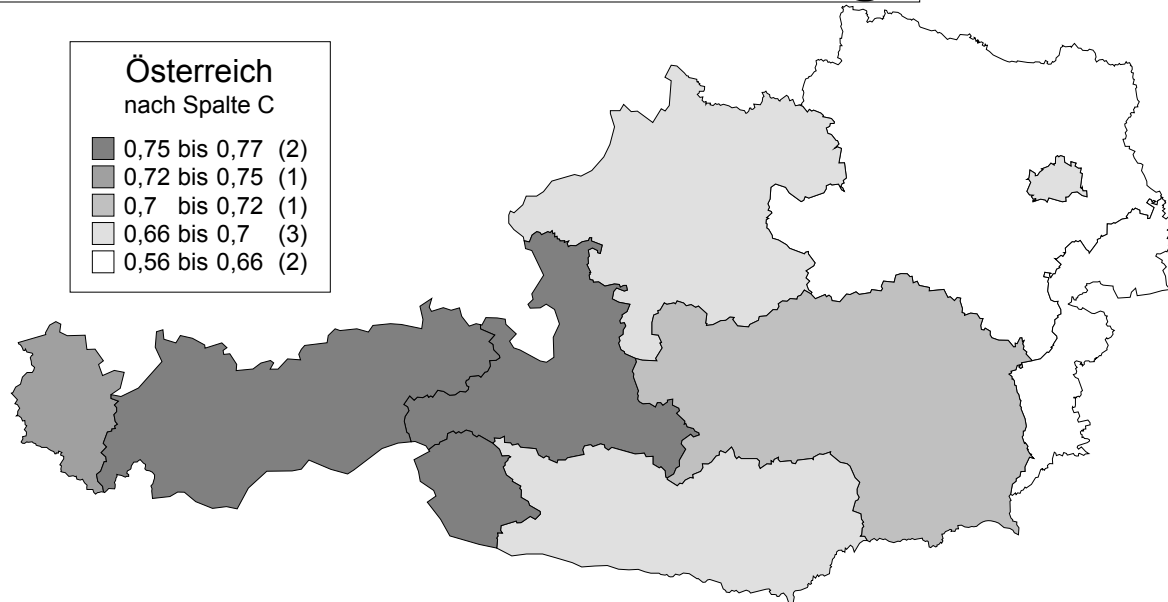 Österreich
nach Spalte C
0,75 bis 0,77 (2)
0,72 bis 0,75 (1)
0,7 bis 0,72 (1)
0,66 bis 0,7 (3)
0,56 bis 0,66 (2)